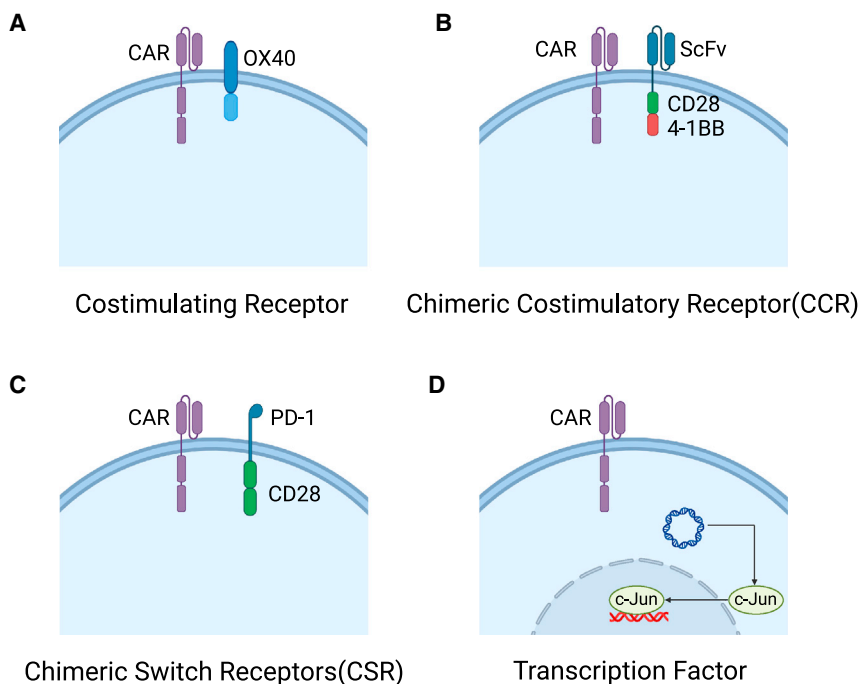 A
CAR
OX40
Costimulating Receptor
B
CAR
ScFv
CD28
4-1BB
Chimeric Costimulatory Receptor(CCR)
C
CAR
PD-1
CD28
Chimeric Switch Receptors(CSR)
D
CAR
c-Jun
c-Jun
Transcription Factor